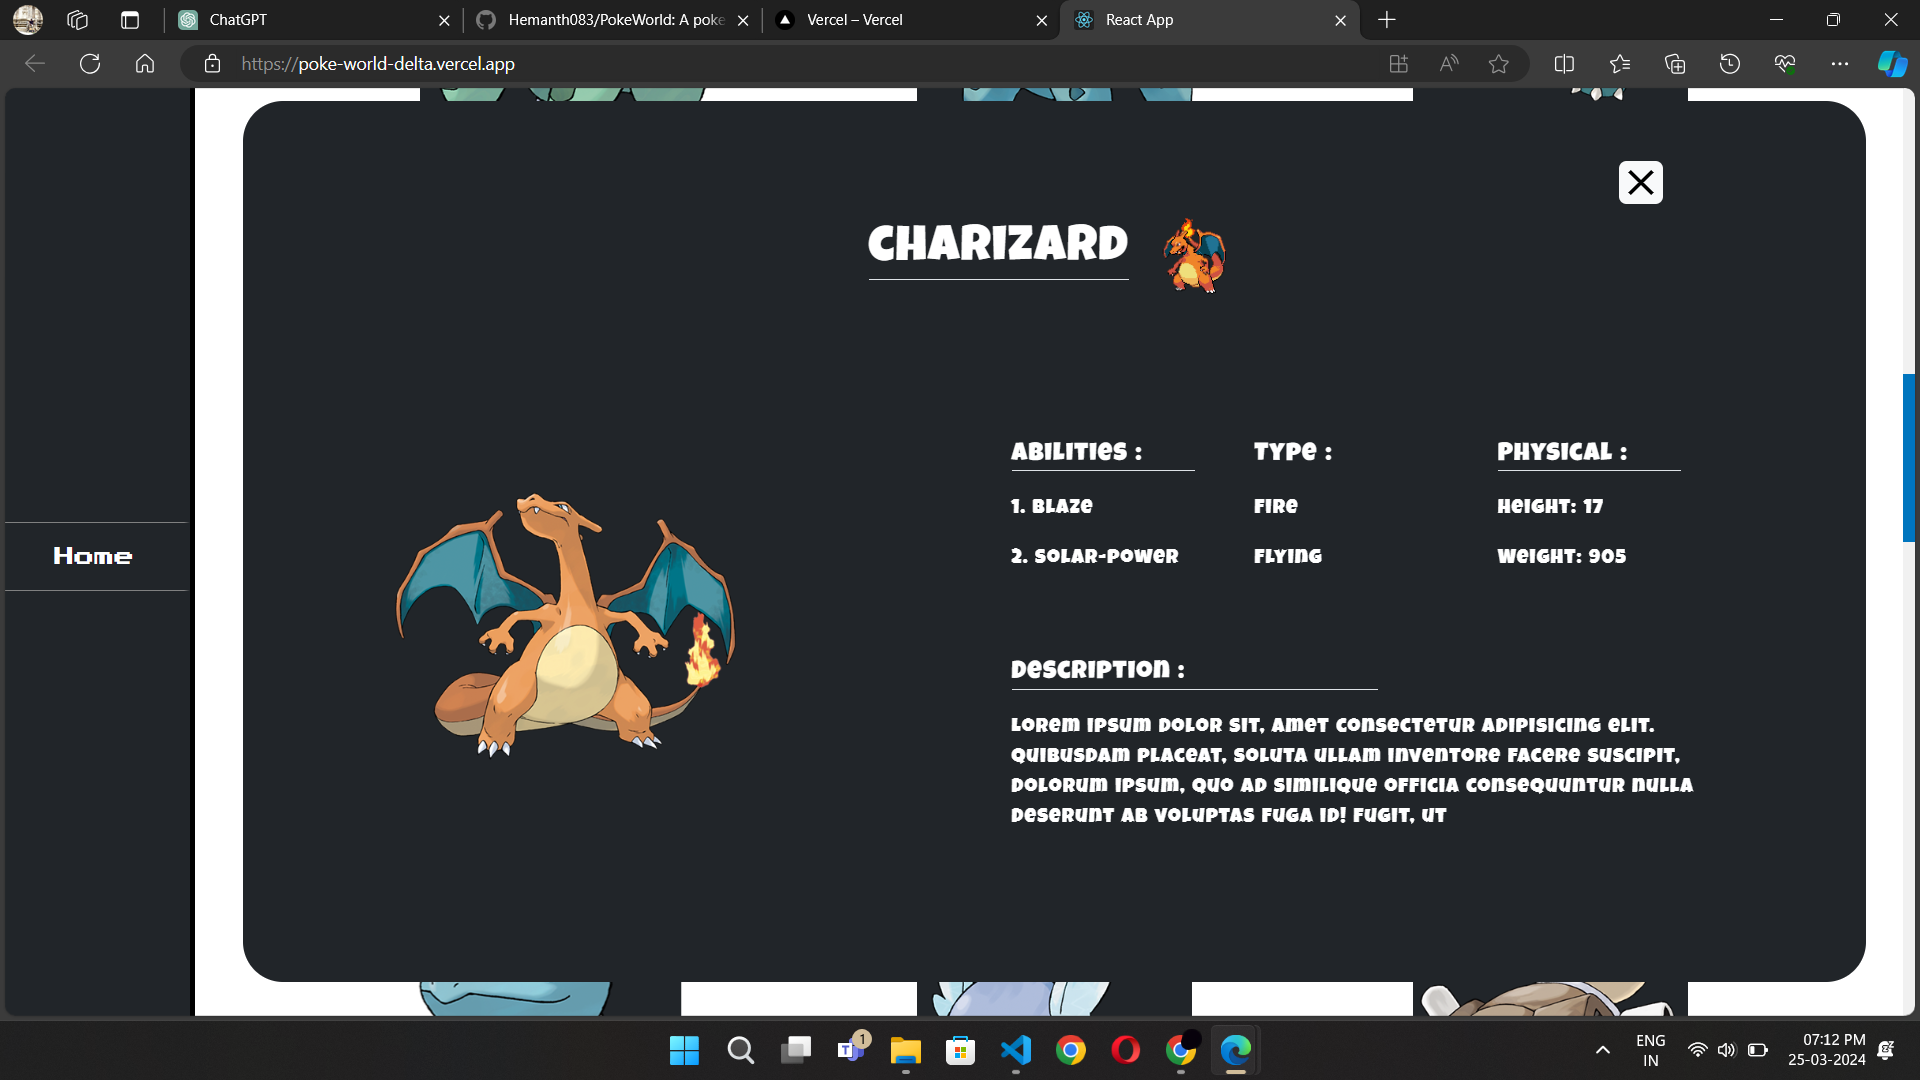 ChatGPT
Hemanth083/PokeWorld: A poke
Vercel – Vercel
React App
https://poke-world-delta.vercel.app
CHARIZARD
ABILITIES :
TYPE :
PHYSICAL :
1. BLAZE
FIRE
HEIGHT: 17
2. SOLAR-POWER
FLYING
WEIGHT: 905
Home
DESCRIPTION :
LOREM IPSUM DOLOR SIT, AMET CONSECTETUR ADIPISICING ELIT.
QUIBUSDAM PLACEAT, SOLUTA ULLAM INVENTORE FACERE SUSCIPIT,
DOLORUM IPSUM, QUO AD SIMILIQUE OFFICIA CONSEQUUNTUR NULLA
DESERUNT AB VOLUPTAS FUGA ID! FUGIT, UT
1
ENG
IN
07:12 PM
25-03-2024